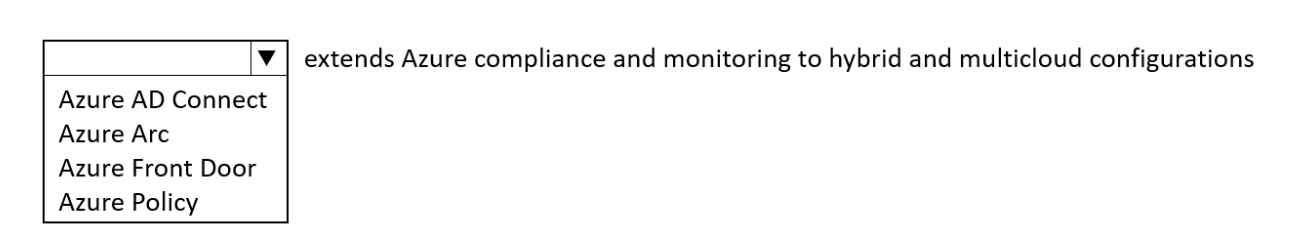 extends Azure compliance and monitoring to hybrid and multicloud configurations
Azure AD Connect
Azure Arc
Azure Front Door
Azure Policy